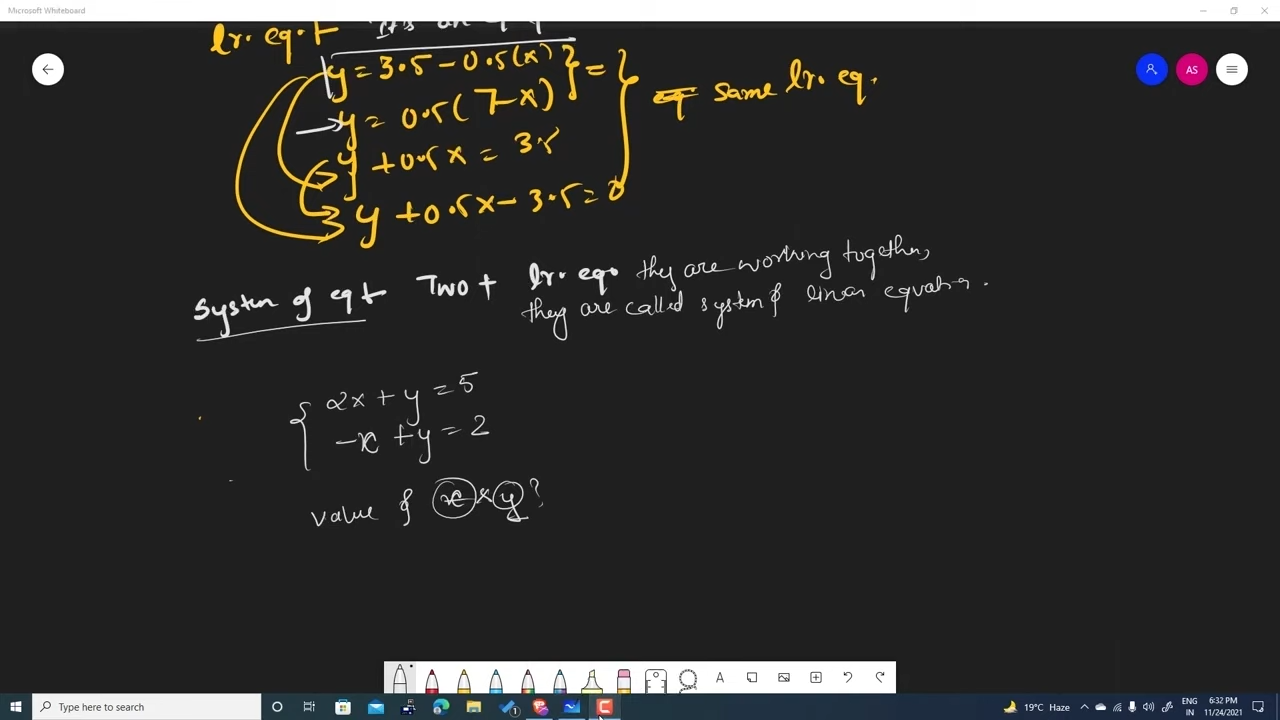 Microsoft Whiteboard
lr. eq.t
y = 3.5 - 0.5(x)
y = 0.5(7-x)
y + 0.5x = 3.5
y + 0.5x - 3.5 = 0
= same lr. eq.
AS
System of eqt Two+ lr. eqo they are working together,
they are called system of linear equation.
2x + y = 5
-x + y = 2
value of x & y?
Type here to search
19°C Haze
ENG
IN
6:32 PM
11/24/2021